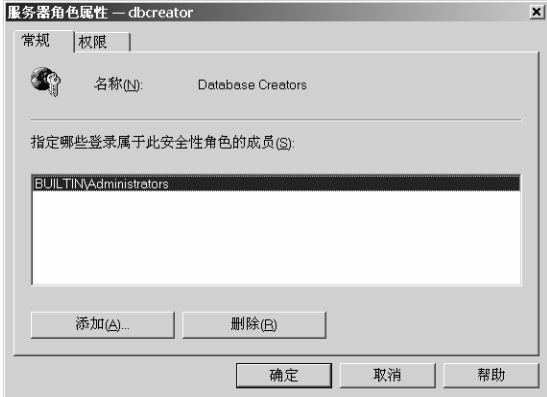 服务器角色属性 — dbcreator
常规 权限
名称(N): Database Creators
指定哪些登录属于此安全性角色的成员(S):
BUILTIN\Administrators
添加(A)... 删除(R)
确定 取消 帮助